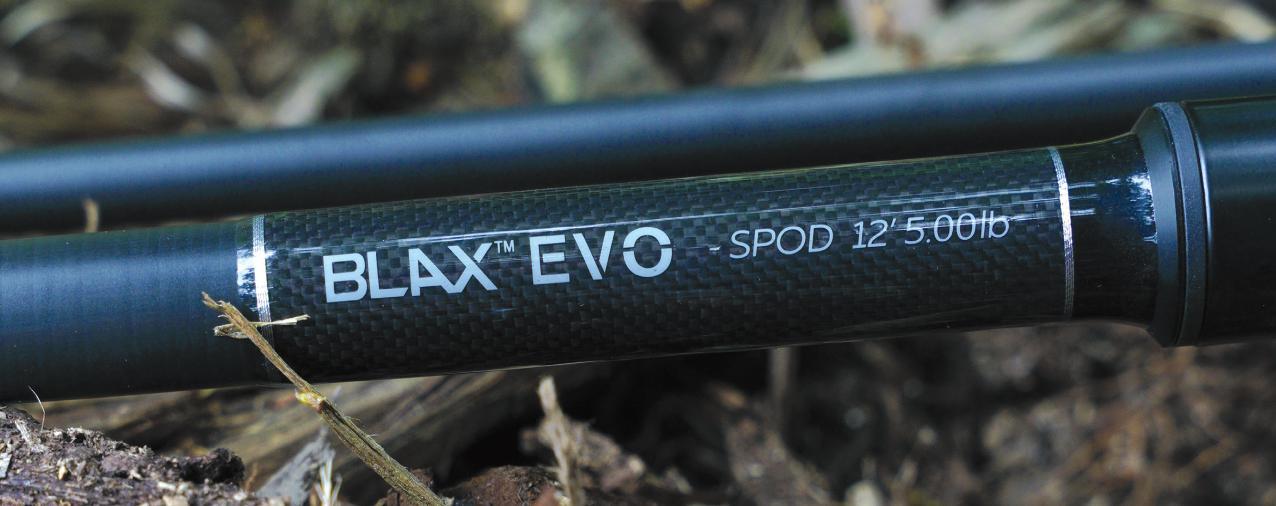 BLAX™ EVO - SPOD 12' 5.00lb